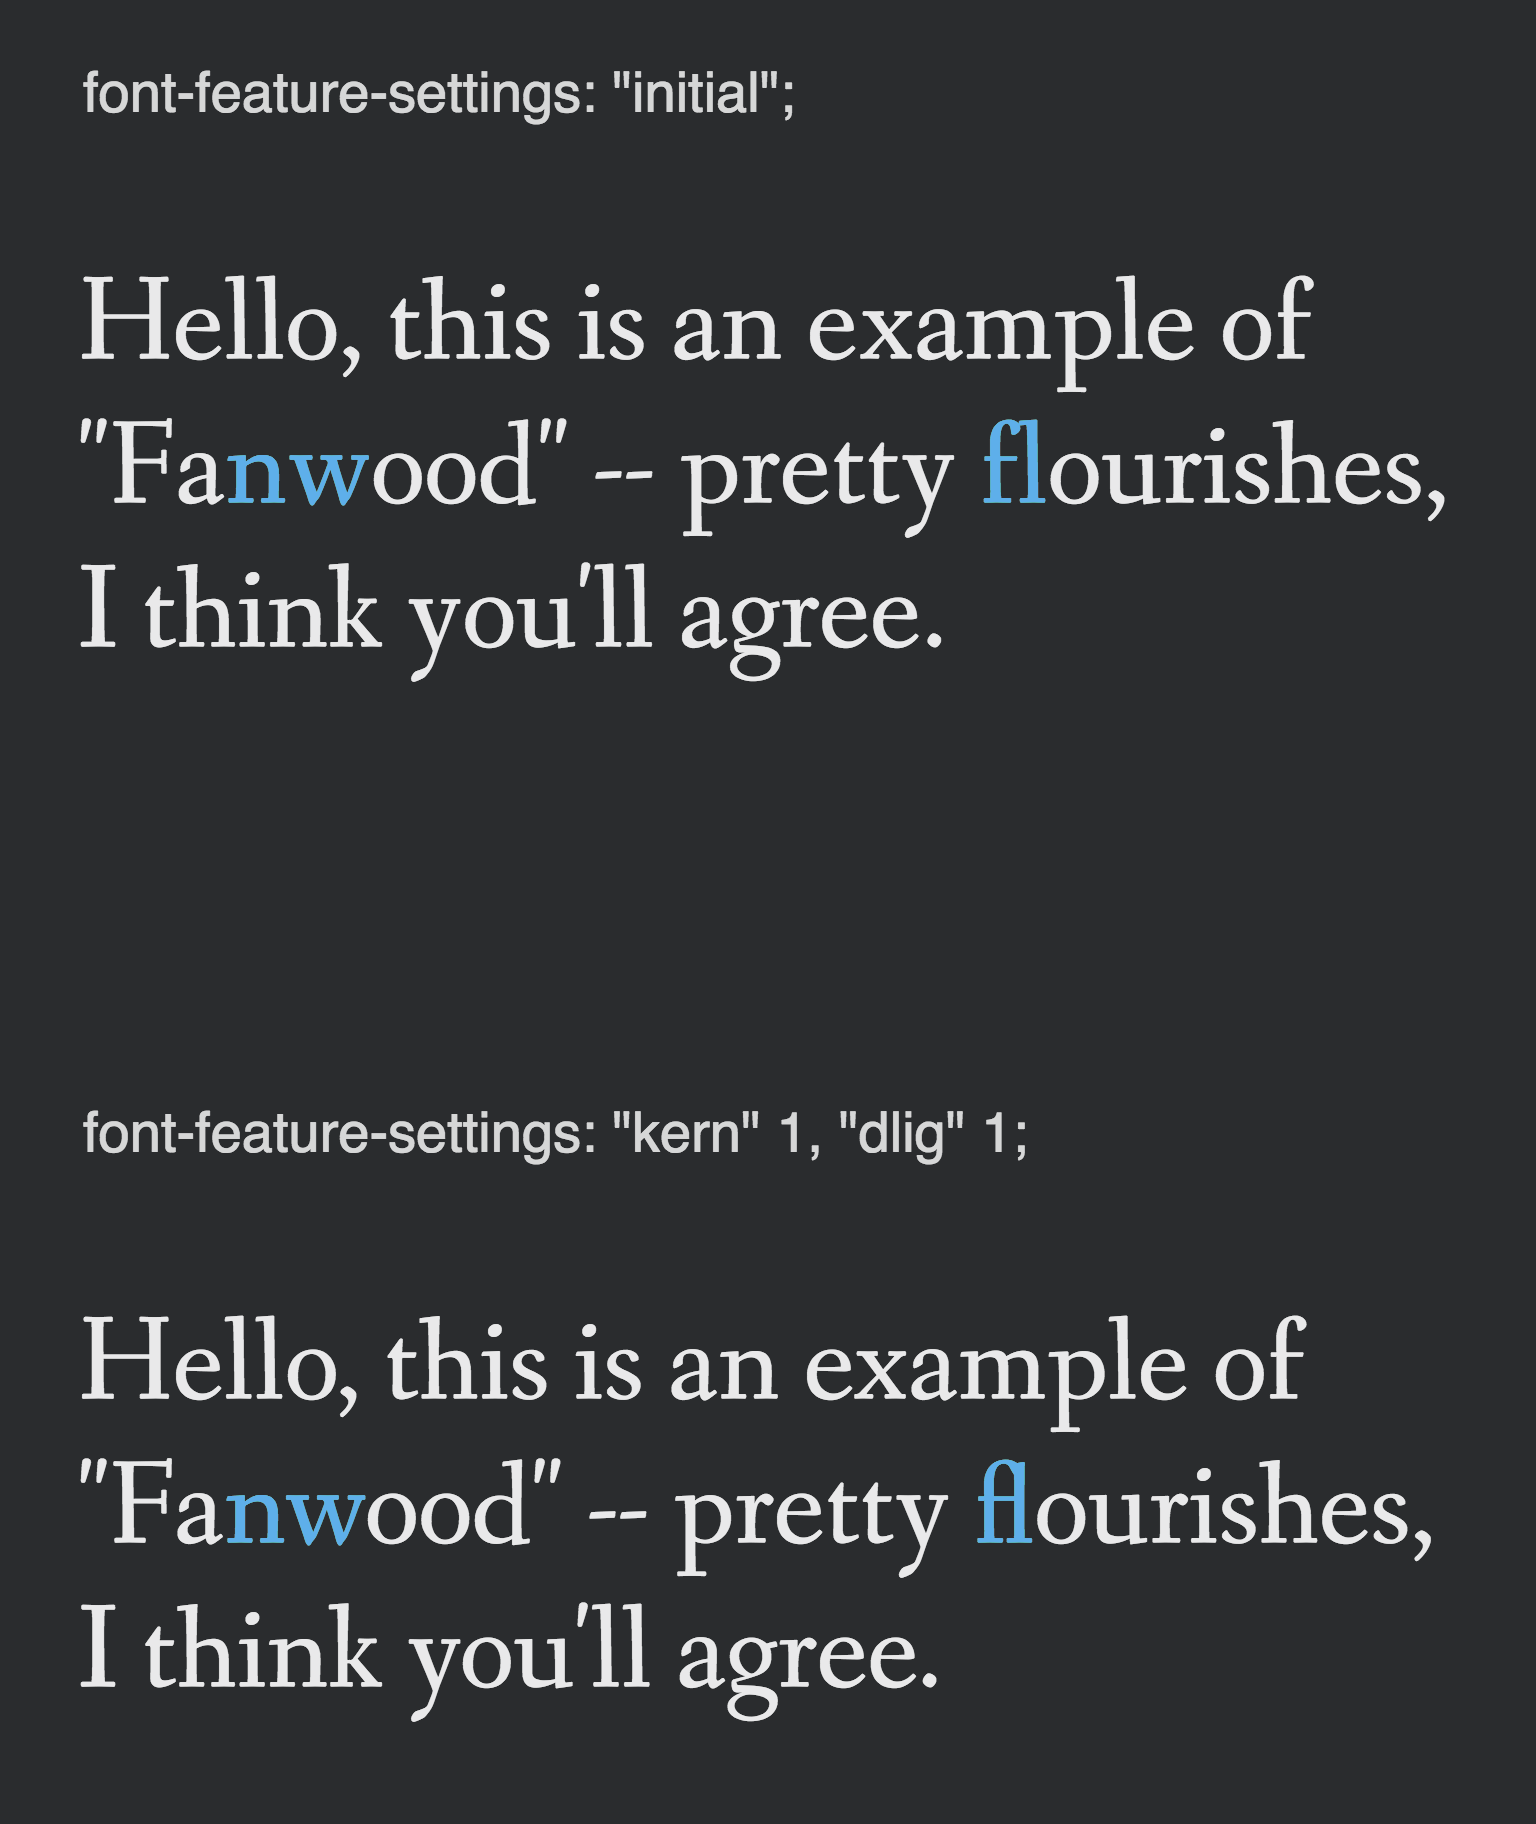 font-feature-settings: "initial";
Hello, this is an example of
"Fanwood" -- pretty flourishes,
I think you'll agree.
font-feature-settings: "kern" 1, "dlig" 1;
Hello, this is an example of
"Fanwood" -- pretty flourishes,
I think you'll agree.